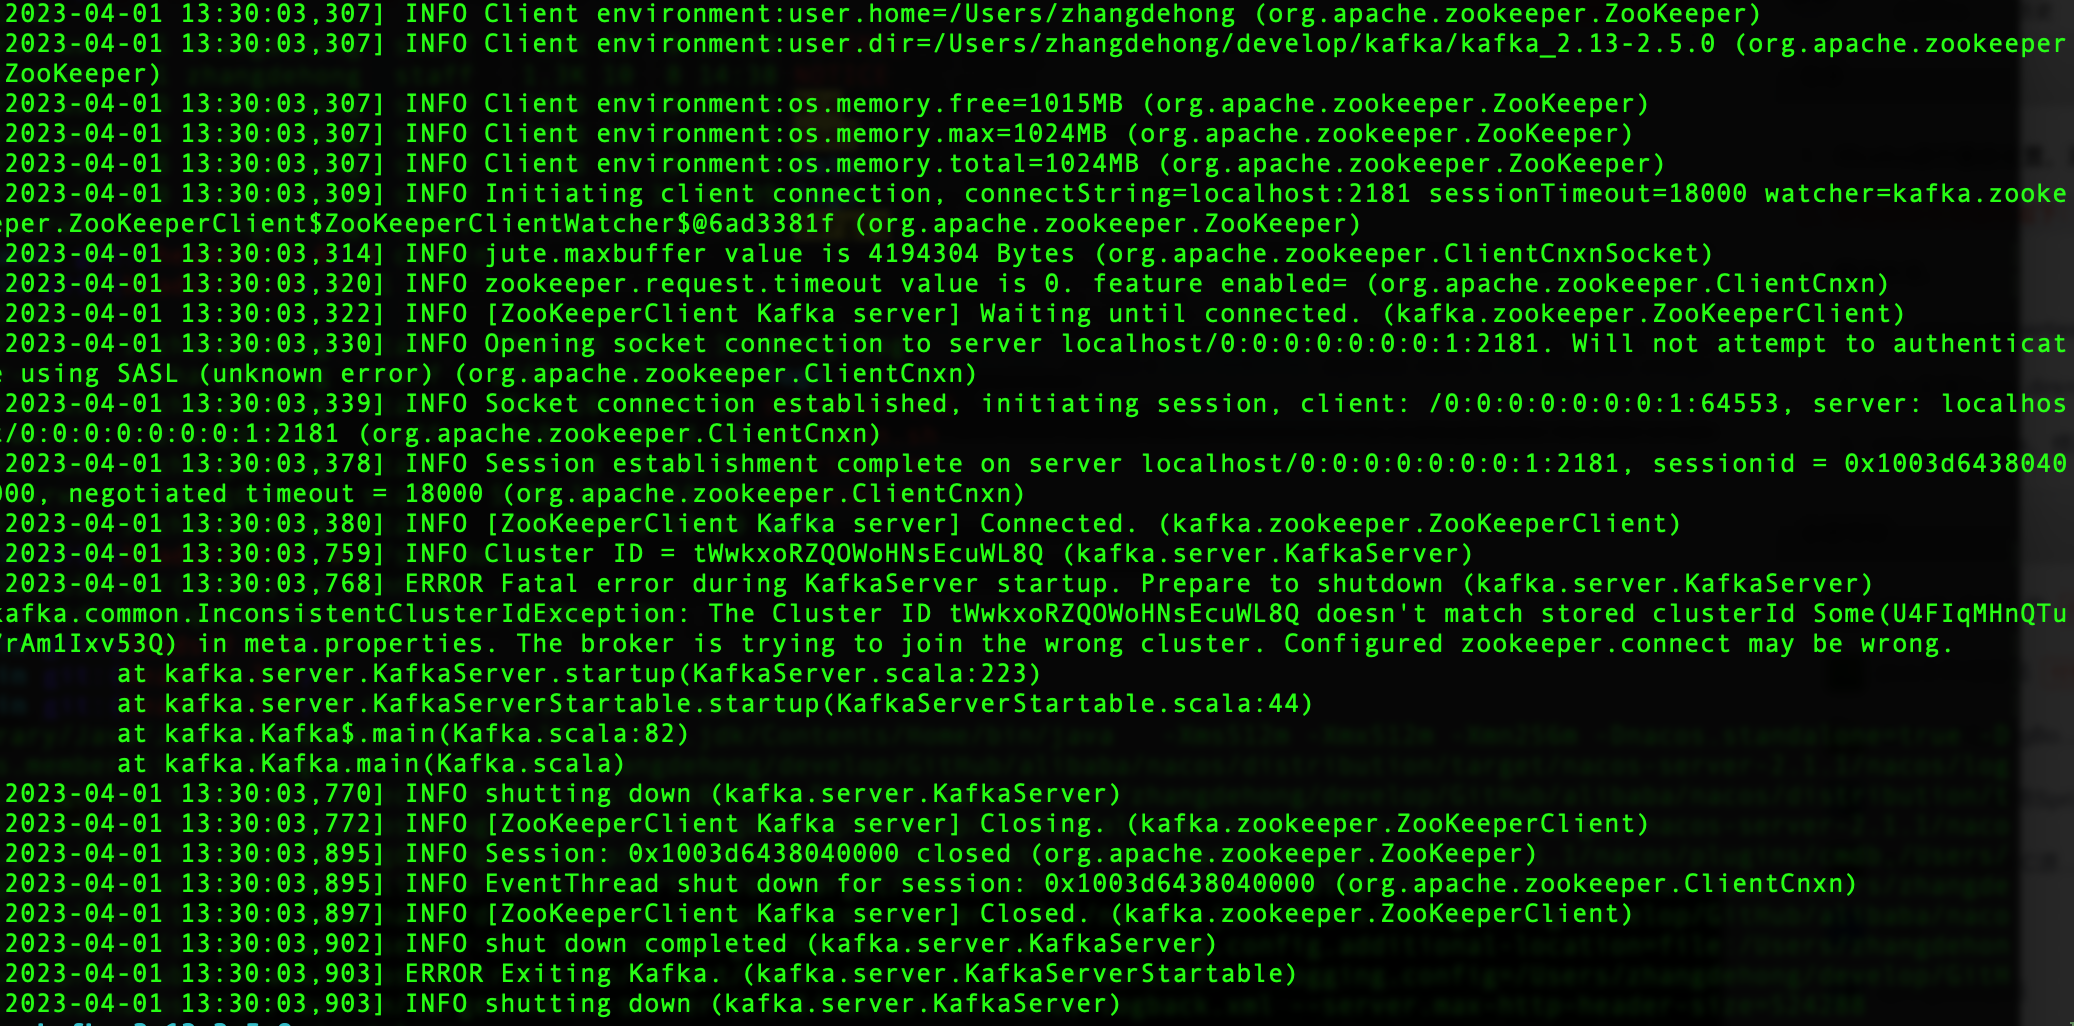 2023-04-01 13:30:03,307] INFO Client environment:user.home=/Users/zhangdehong (org.apache.zookeeper.ZooKeeper)
2023-04-01 13:30:03,307] INFO Client environment:user.dir=/Users/zhangdehong/develop/kafka/kafka_2.13-2.5.0 (org.apache.zookeeper
ZooKeeper)
2023-04-01 13:30:03,307] INFO Client environment:os.memory.free=1015MB (org.apache.zookeeper.ZooKeeper)
2023-04-01 13:30:03,307] INFO Client environment:os.memory.max=1024MB (org.apache.zookeeper.ZooKeeper)
2023-04-01 13:30:03,307] INFO Client environment:os.memory.total=1024MB (org.apache.zookeeper.ZooKeeper)
2023-04-01 13:30:03,309] INFO Initiating client connection, connectString=localhost:2181 sessionTimeout=18000 watcher=kafka.zooke
eper.ZooKeeperClient$ZooKeeperClientWatcher$@6ad3381f (org.apache.zookeeper.ZooKeeper)
2023-04-01 13:30:03,314] INFO jute.maxbuffer value is 4194304 Bytes (org.apache.zookeeper.ClientCnxnSocket)
2023-04-01 13:30:03,320] INFO zookeeper.request.timeout value is 0. feature enabled= (org.apache.zookeeper.ClientCnxn)
2023-04-01 13:30:03,322] INFO [ZooKeeperClient Kafka server] Waiting until connected. (kafka.zookeeper.ZooKeeperClient)
2023-04-01 13:30:03,330] INFO Opening socket connection to server localhost/0:0:0:0:0:0:0:1:2181. Will not attempt to authenticat
e using SASL (unknown error) (org.apache.zookeeper.ClientCnxn)
2023-04-01 13:30:03,339] INFO Socket connection established, initiating session, client: /0:0:0:0:0:0:0:1:64553, server: localhos
t/0:0:0:0:0:0:0:1:2181 (org.apache.zookeeper.ClientCnxn)
2023-04-01 13:30:03,378] INFO Session establishment complete on server localhost/0:0:0:0:0:0:0:1:2181, sessionid = 0x1003d6438040
000, negotiated timeout = 18000 (org.apache.zookeeper.ClientCnxn)
2023-04-01 13:30:03,380] INFO [ZooKeeperClient Kafka server] Connected. (kafka.zookeeper.ZooKeeperClient)
2023-04-01 13:30:03,759] INFO Cluster ID = tWwkxoRZQOWoHNsEcuWL8Q (kafka.server.KafkaServer)
2023-04-01 13:30:03,768] ERROR Fatal error during KafkaServer startup. Prepare to shutdown (kafka.server.KafkaServer)
kafka.common.InconsistentClusterIdException: The Cluster ID tWwkxoRZQOWoHNsEcuWL8Q doesn't match stored clusterId Some(U4FIqMHnQTu
rAm1Ixv53Q) in meta.properties. The broker is trying to join the wrong cluster. Configured zookeeper.connect may be wrong.
at kafka.server.KafkaServer.startup(KafkaServer.scala:223)
at kafka.server.KafkaServerStartable.startup(KafkaServerStartable.scala:44)
at kafka.Kafka$.main(Kafka.scala:82)
at kafka.Kafka.main(Kafka.scala)
2023-04-01 13:30:03,770] INFO shutting down (kafka.server.KafkaServer)
2023-04-01 13:30:03,772] INFO [ZooKeeperClient Kafka server] Closing. (kafka.zookeeper.ZooKeeperClient)
2023-04-01 13:30:03,895] INFO Session: 0x1003d6438040000 closed (org.apache.zookeeper.ZooKeeper)
2023-04-01 13:30:03,895] INFO EventThread shut down for session: 0x1003d6438040000 (org.apache.zookeeper.ClientCnxn)
2023-04-01 13:30:03,897] INFO [ZooKeeperClient Kafka server] Closed. (kafka.zookeeper.ZooKeeperClient)
2023-04-01 13:30:03,902] INFO shut down completed (kafka.server.KafkaServer)
2023-04-01 13:30:03,903] ERROR Exiting Kafka. (kafka.server.KafkaServerStartable)
2023-04-01 13:30:03,903] INFO shutting down (kafka.server.KafkaServer)